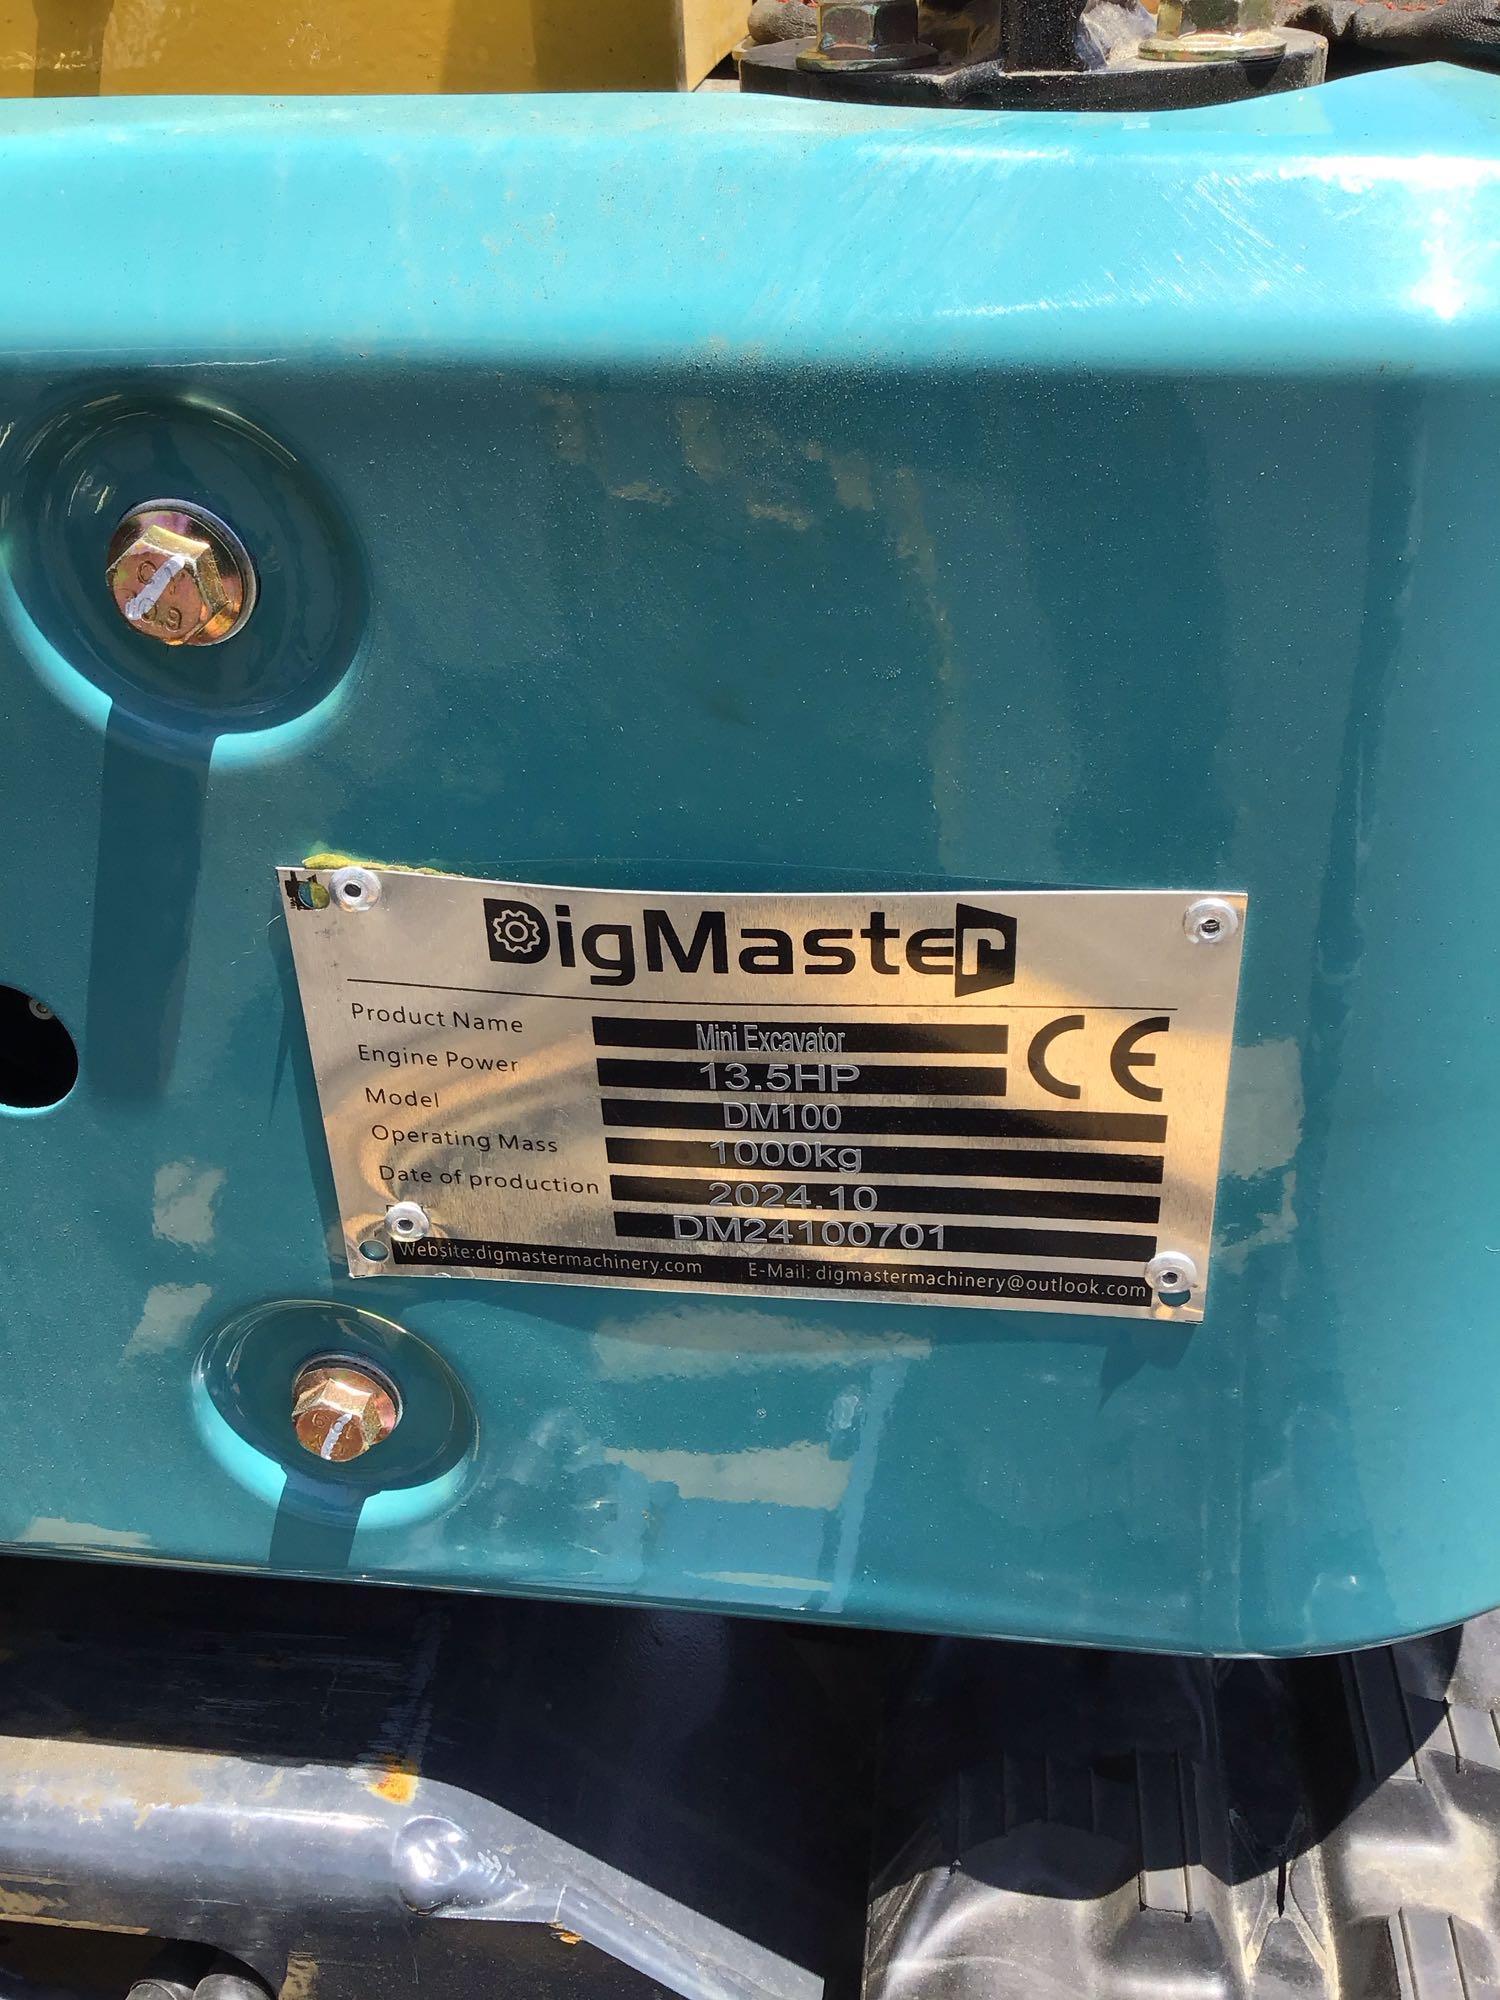 DigMaster
Product Name Mini Excavator
CE
Engine Power 13.5HP
Model DM100
Operating Mass 1000kg
Date of production 2024.10
DM24100701
Website:digmastermachinery.com E-Mail: digmastermachinery@outlook.com